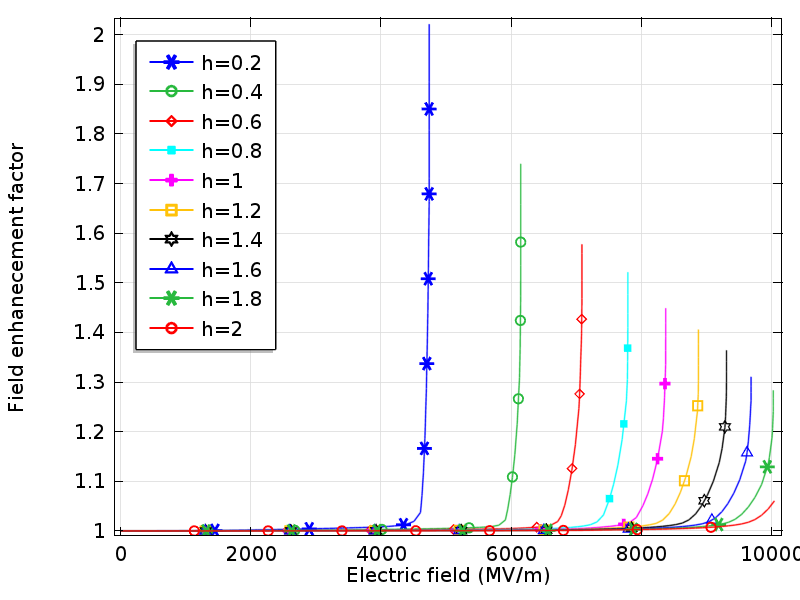 2
1.9
1.8
1.7
1.6
1.5
1.4
1.3
1.2
1.1
1
Field enhanecement factor
h=0.2
h=0.4
h=0.6
h=0.8
h=1
h=1.2
h=1.4
h=1.6
h=1.8
h=2
0 2000 4000 6000 8000 10000
Electric field (MV/m)